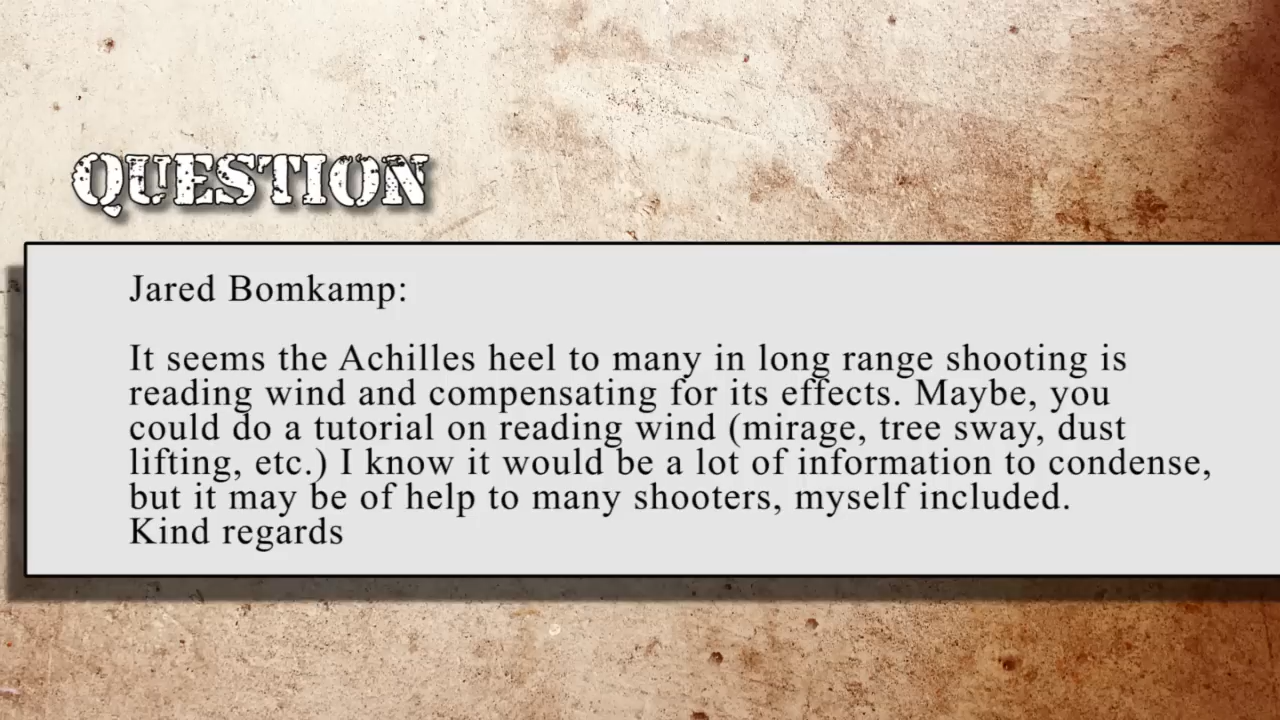 QUESTION
Jared Bomkamp:
It seems the Achilles heel to many in long range shooting is
reading wind and compensating for its effects. Maybe, you
could do a tutorial on reading wind (mirage, tree sway, dust
lifting, etc.) I know it would be a lot of information to condense,
but it may be of help to many shooters, myself included.
Kind regards